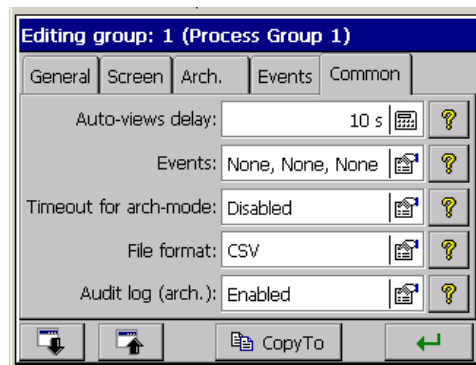 Editing group: 1 (Process Group 1)
General Screen Arch. Events Common
Auto-views delay: 10 s
Events: None, None, None
Timeout for arch-mode: Disabled
File format: CSV
Audit log (arch.): Enabled
CopyTo